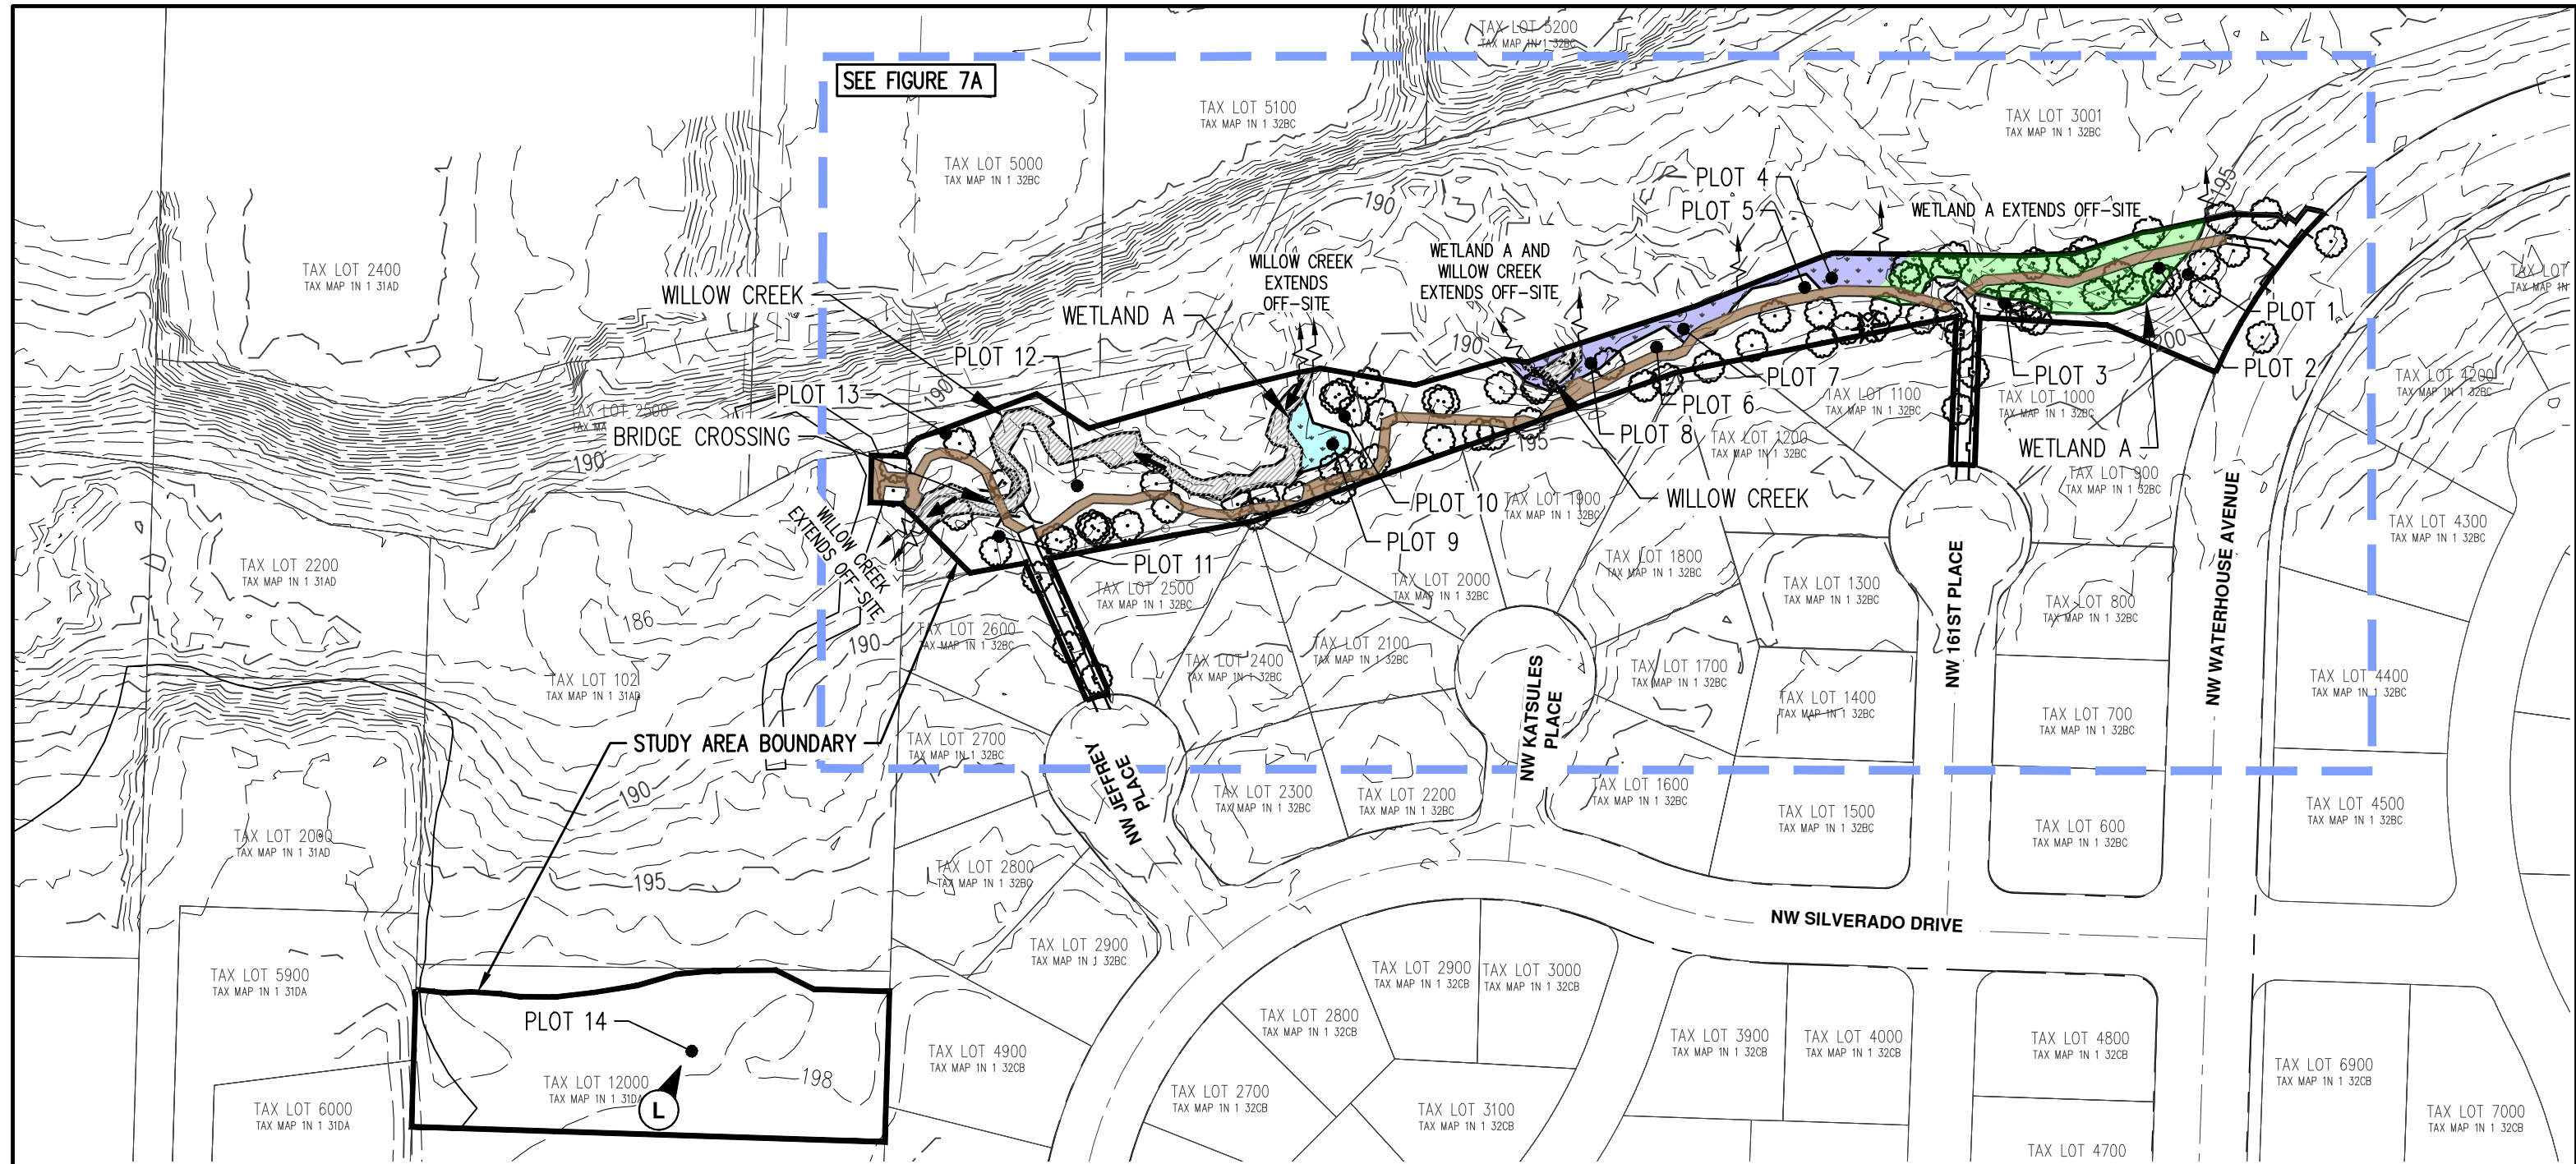 TAX LOT 5200
TAX MAP 1N 1 32BC
SEE FIGURE 7A
TAX LOT 5100
TAX MAP 1N 1 32BC
TAX LOT 3001
TAX MAP 1N 1 32BC
TAX LOT 5000
TAX MAP 1N 1 32BC
PLOT 4
PLOT 5
190
195
WETLAND A EXTENDS OFF-SITE
TAX LOT 2400
TAX MAP 1N 1 31AD
WILLOW CREEK
EXTENDS
OFF-SITE
WETLAND A AND
WILLOW CREEK
EXTENDS OFF-SITE
TAX LOT
TAX MAP 1N
WILLOW CREEK
WETLAND A
PLOT 1
PLOT 12
190
200
PLOT 2
PLOT 13
190
PLOT 7
PLOT 3
TAX LOT 4200
TAX MAP 1N 1 32BC
TAX LOT 1100
TAX MAP 1N 1 32BC
TAX LOT 1000
TAX MAP 1N 1 32BC
TAX LOT 2500
TAX MA
PLOT 6
BRIDGE CROSSING
PLOT 8
195
TAX LOT 1200
TAX MAP 1N 1 32BC
WETLAND A
190
TAX LOT 900
TAX MAP 1N 1 32BC
PLOT 10
TAX LOT 1900
TAX MAP 1N 1 32BC
WILLOW CREEK
WILLOW CREEK
EXTENDS OFF-SITE
PLOT 9
TAX LOT 4300
TAX MAP 1N 1 32BC
NW WATERHOUSE AVENUE
PLOT 11
TAX LOT 2200
TAX MAP 1N 1 31AD
TAX LOT 2500
TAX MAP 1N 1 32BC
TAX LOT 2000
TAX MAP 1N 1 32BC
TAX LOT 1800
TAX MAP 1N 1 32BC
TAX LOT 1300
TAX MAP 1N 1 32BC
NW 161ST PLACE
TAX LOT 800
TAX MAP 1N 1 32BC
186
190
TAX LOT 2600
TAX MAP 1N 1 32BC
TAX LOT 2400
TAX MAP 1N 1 32BC
TAX LOT 2100
TAX MAP 1N 1 32BC
TAX LOT 1700
TAX MAP 1N 1 32BC
TAX LOT 4400
TAX MAP 1N 1 32BC
TAX LOT 102
TAX MAP 1N 1 31AD
TAX LOT 1400
TAX MAP 1N 1 32BC
TAX LOT 700
TAX MAP 1N 1 32BC
NW KATSULES
PLACE
STUDY AREA BOUNDARY
TAX LOT 2700
TAX MAP 1N 1 32BC
NW JEFFREY
PLACE
190
TAX LOT 2300
TAX MAP 1N 1 32BC
TAX LOT 2200
TAX MAP 1N 1 32BC
TAX LOT 1600
TAX MAP 1N 1 32BC
TAX LOT 1500
TAX MAP 1N 1 32BC
TAX LOT 600
TAX MAP 1N 1 32BC
TAX LOT 4500
TAX MAP 1N 1 32BC
TAX LOT 2000
TAX MAP 1N 1 31AD
195
TAX LOT 2800
TAX MAP 1N 1 32BC
NW SILVERADO DRIVE
TAX LOT 2900
TAX MAP 1N 1 32BC
TAX LOT 5900
TAX MAP 1N 1 31DA
TAX LOT 2900
TAX MAP 1N 1 32CB
TAX LOT 3000
TAX MAP 1N 1 32CB
PLOT 14
TAX LOT 2800
TAX MAP 1N 1 32CB
TAX LOT 3900
TAX MAP 1N 1 32CB
TAX LOT 4000
TAX MAP 1N 1 32CB
TAX LOT 4800
TAX MAP 1N 1 32CB
TAX LOT 4900
TAX MAP 1N 1 32CB
TAX LOT 6900
TAX MAP 1N 1 32CB
198
TAX LOT 12000
TAX MAP 1N 1 31DA
L
TAX LOT 2700
TAX MAP 1N 1 32CB
TAX LOT 6000
TAX MAP 1N 1 31DA
TAX LOT 3100
TAX MAP 1N 1 32CB
TAX LOT 7000
TAX MAP 1N 1 32CB
TAX LOT 4700